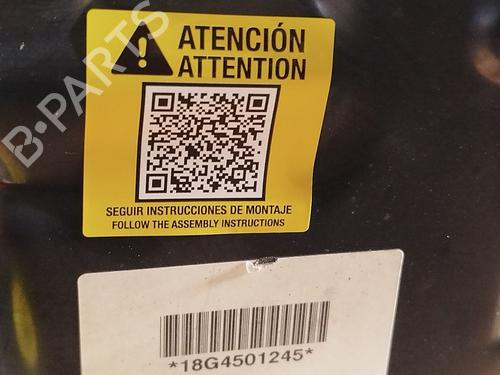 ATENCIÓN
ATTENTION
SEGUIR INSTRUCCIONES DE MONTAJE
FOLLOW THE ASSEMBLY INSTRUCTIONS
*18G4501245*
B-PARTS